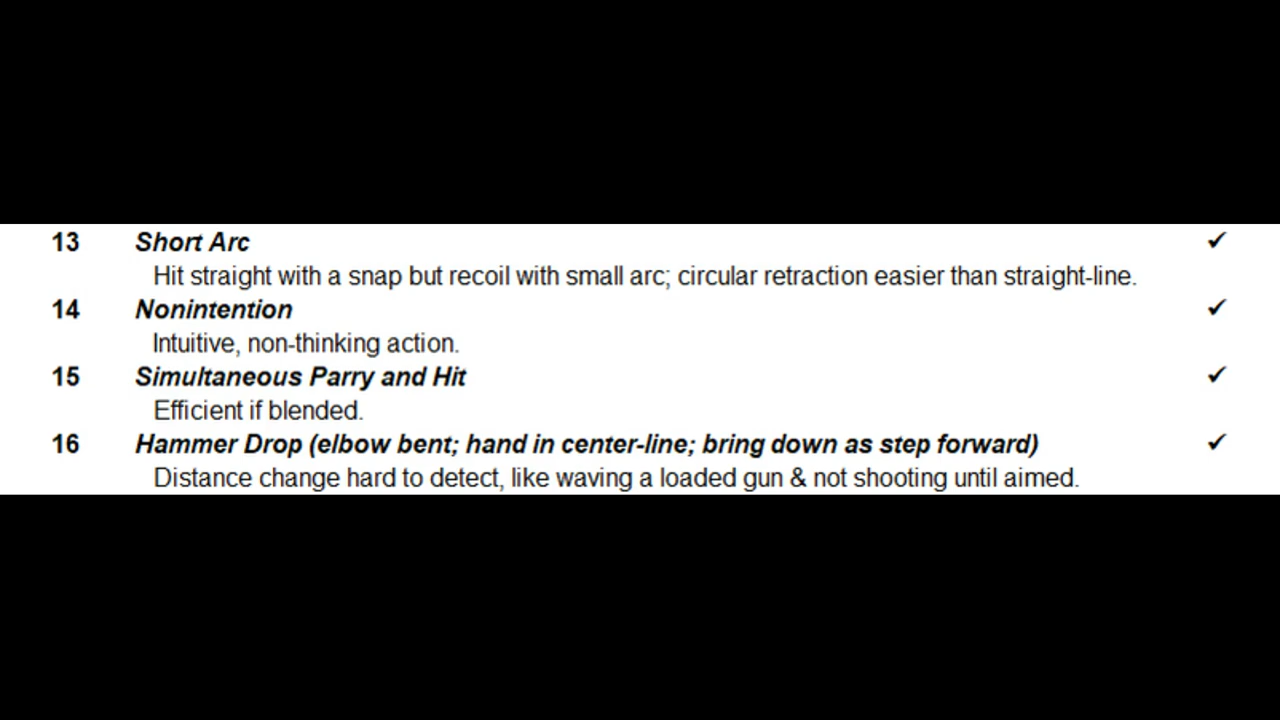 13 Short Arc ✓
Hit straight with a snap but recoil with small arc; circular retraction easier than straight-line.
14 Nonintention ✓
Intuitive, non-thinking action.
15 Simultaneous Parry and Hit ✓
Efficient if blended.
16 Hammer Drop (elbow bent; hand in center-line; bring down as step forward) ✓
Distance change hard to detect, like waving a loaded gun & not shooting until aimed.